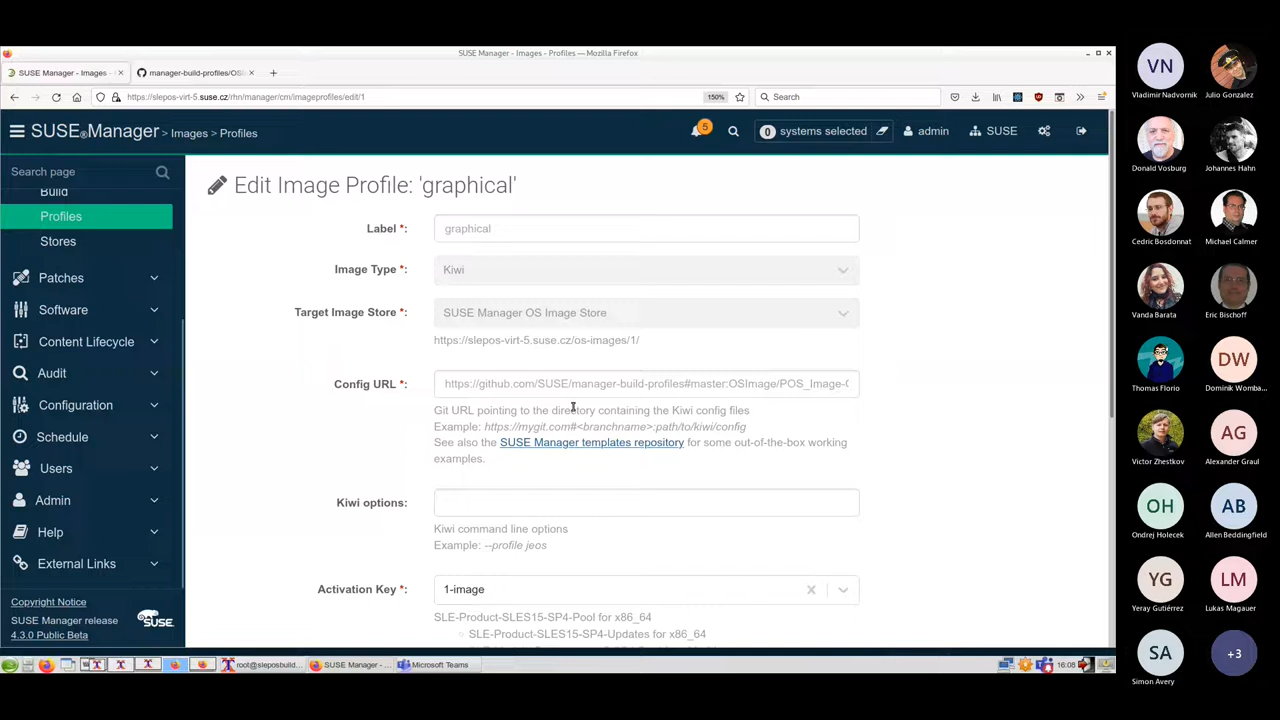 SUSE Manager - Images - Profiles — Mozilla Firefox
SUSE Manager - Images -
manager-build-profiles/OSI
https://slepos-virt-5.suse.cz/rhn/manager/cm/imageprofiles/edit/1
150%
Search
SUSE Manager > Images > Profiles
5
0 systems selected
admin
SUSE
Search page
Build
Profiles
Stores
Patches
Software
Content Lifecycle
Audit
Configuration
Schedule
Users
Admin
Help
External Links
Copyright Notice
SUSE Manager release
4.3.0 Public Beta
SUSE
Edit Image Profile: 'graphical'
Label *:
graphical
Image Type *:
Kiwi
Target Image Store *:
SUSE Manager OS Image Store
https://slepos-virt-5.suse.cz/os-images/1/
Config URL *:
https://github.com/SUSE/manager-build-profiles#master:OSImage/POS_Image-
Git URL pointing to the directory containing the Kiwi config files
Example: https://mygit.com#<branchname>:path/to/kiwi/config
See also the SUSE Manager templates repository for some out-of-the-box working
examples.
Kiwi options:
Kiwi command line options
Example: --profile jeos
Activation Key *:
1-image
SLE-Product-SLES15-SP4-Pool for x86_64
SLE-Product-SLES15-SP4-Updates for x86_64
root@sleposbuild...
SUSE Manager - ...
Microsoft Teams
16:08
VN
Vladimir Nadvornik
Julio Gonzalez
Donald Vosburg
Johannes Hahn
Cedric Bosdonnat
Michael Calmer
Vanda Barata
Eric Bischoff
Thomas Florio
DW
Dominik Womba...
Victor Zhestkov
AG
Alexander Graul
OH
Ondrej Holecek
AB
Allen Beddingfield
YG
Yeray Gutiérrez
LM
Lukas Magauer
SA
Simon Avery
+3